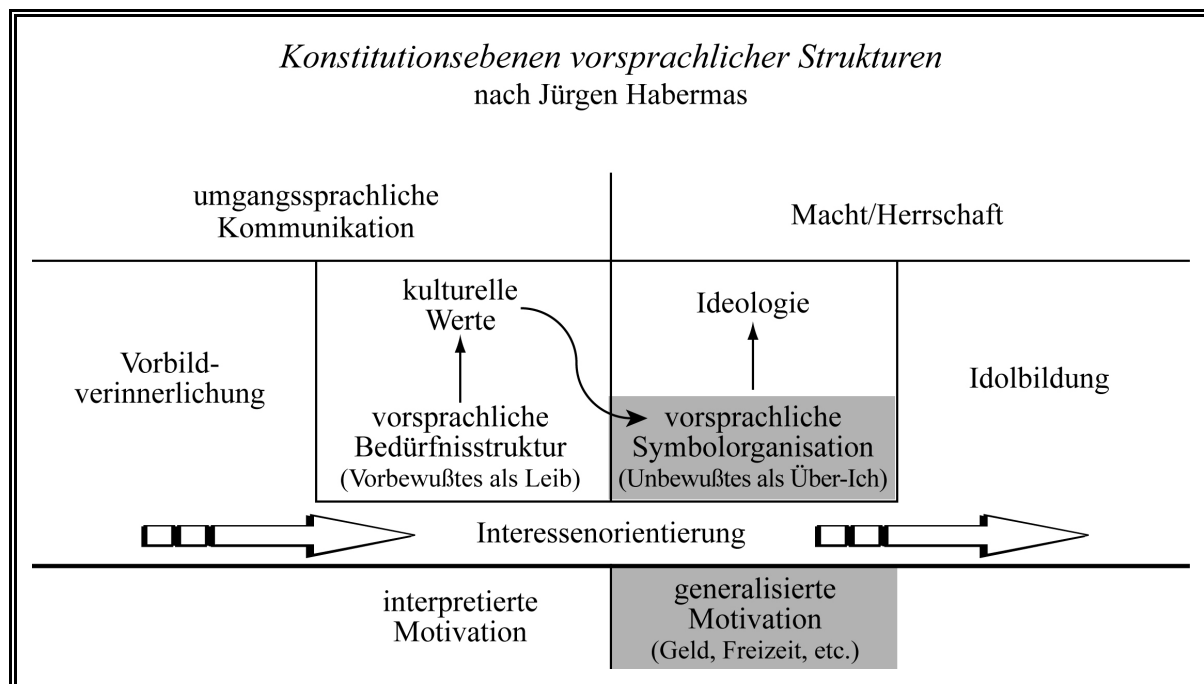 Konstitutionsebenen vorsprachlicher Strukturen
nach Jürgen Habermas
umgangssprachliche
Kommunikation
Macht/Herrschaft
Vorbild-
verinnerlichung
kulturelle
Werte
vorsprachliche
Bedürfnisstruktur
(Vorbewußtes als Leib)
Ideologie
vorsprachliche
Symbolorganisation
(Unbewußtes als Über-Ich)
Idolbildung
Interessenorientierung
interpretierte
Motivation
generalisierte
Motivation
(Geld, Freizeit, etc.)